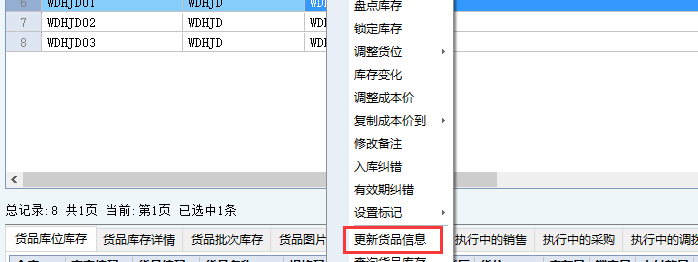 6 WDHJD01 WDHJD
7 WDHJD02 WDHJD WD
8 WDHJD03 WDHJD WD
盘点库存
锁定库存
调整货位
库存变化
调整成本价
复制成本价到
修改备注
入库纠错
有效期纠错
设置标记
更新货品信息
查询货品库存
总记录:8 共1页 当前:第1页 已选中1条
货品库位库存 货品库存详情 货品批次库存 货品图片 执行中的销售 执行中的采购 执行中的调拨